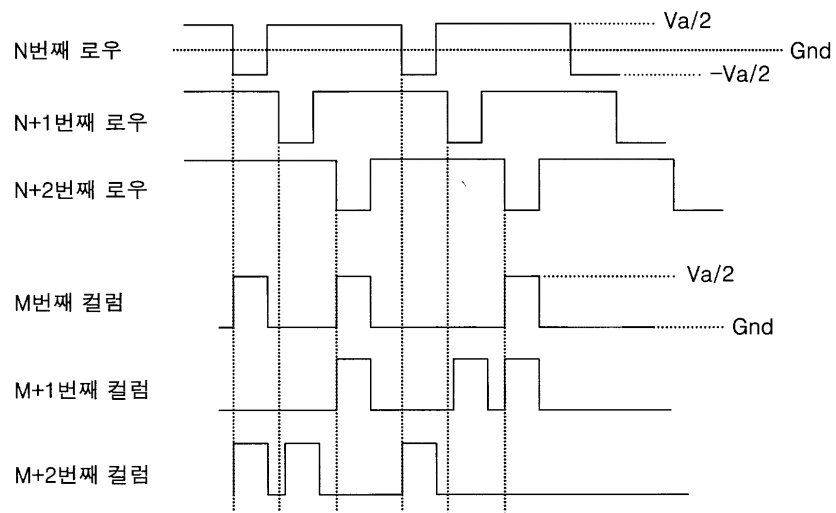 Va/2
N번째 로우
Gnd
-Va/2
N+1번째 로우
N+2번째 로우
Va/2
M번째 컬럼
Gnd
M+1번째 컬럼
M+2번째 컬럼